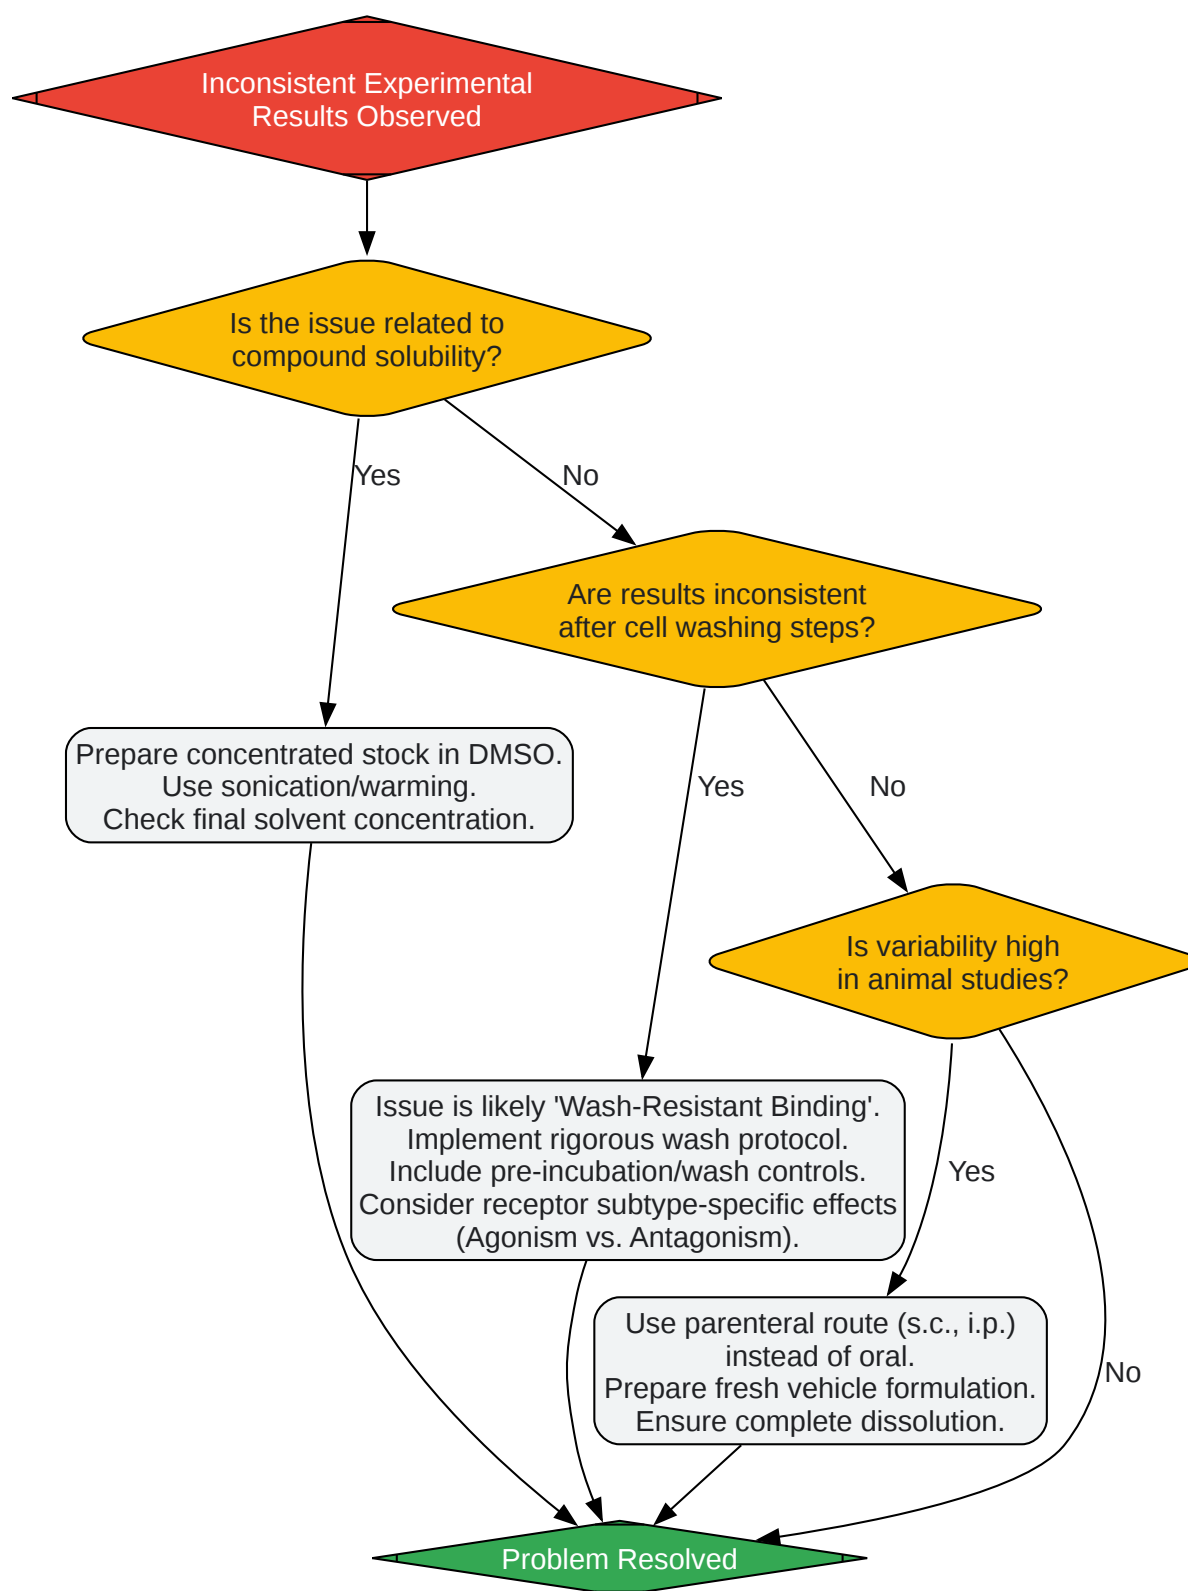 Inconsistent Experimental
Results Observed
Is the issue related to
compound solubility?
Yes
No
Are results inconsistent
after cell washing steps?
Prepare concentrated stock in DMSO.
Use sonication/warming.
Check final solvent concentration.
Yes
No
Is variability high
in animal studies?
Issue is likely 'Wash-Resistant Binding'.
Implement rigorous wash protocol.
Include pre-incubation/wash controls.
Consider receptor subtype-specific effects
(Agonism vs. Antagonism).
Yes
No
Use parenteral route (s.c., i.p.)
instead of oral.
Prepare fresh vehicle formulation.
Ensure complete dissolution.
Problem Resolved